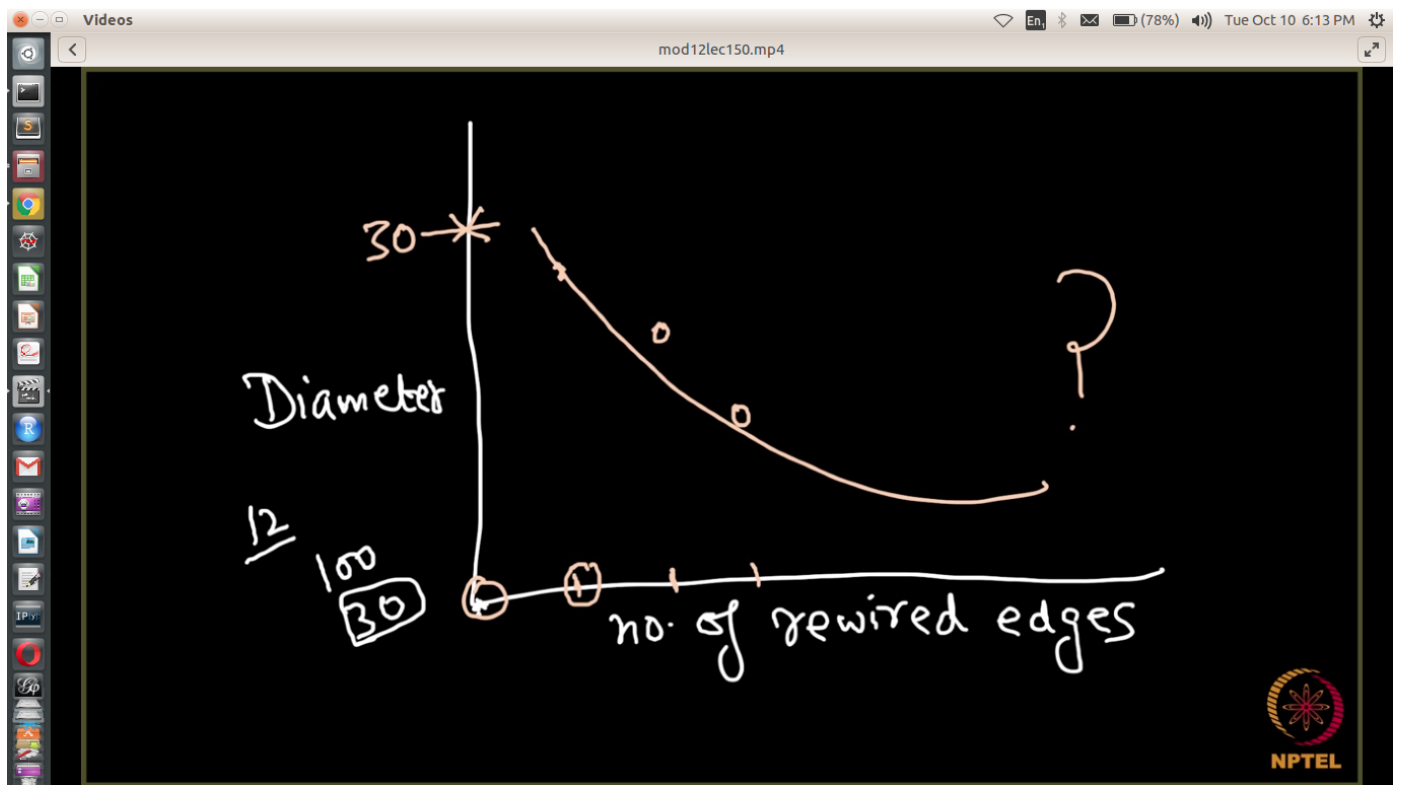 Videos
En1 (78%) Tue Oct 10 6:13 PM
mod12lec150.mp4
30
?
Diameter
12
100
30
no. of rewired edges
NPTEL